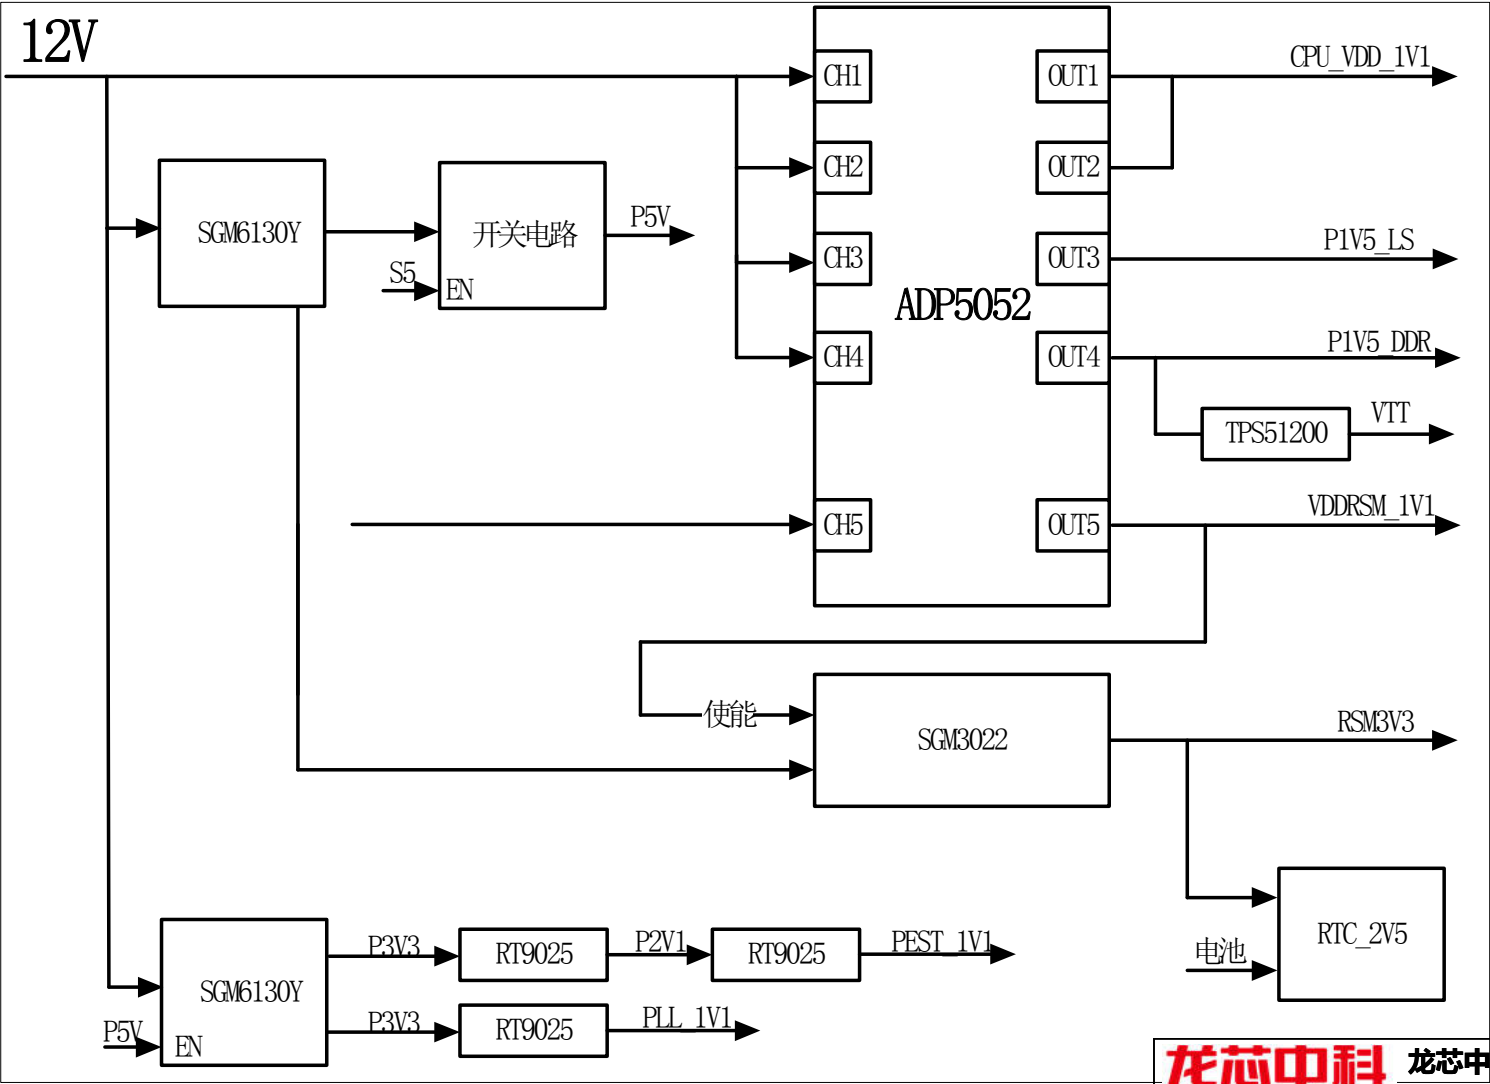 12V
CH1
OUT1
CPU_VDD_1V1
CH2
OUT2
SGM6130Y
开关电路
P5V
S5
EN
CH3
OUT3
P1V5_LS
ADP5052
CH4
OUT4
P1V5_DDR
TPS51200
VTT
CH5
OUT5
VDDRSM_1V1
使能
SGM3022
RSM3V3
RTC_2V5
电池
SGM6130Y
P5V
EN
P3V3
RT9025
P2V1
RT9025
PEST_1V1
P3V3
RT9025
PLL_1V1
龙芯中科
龙芯中